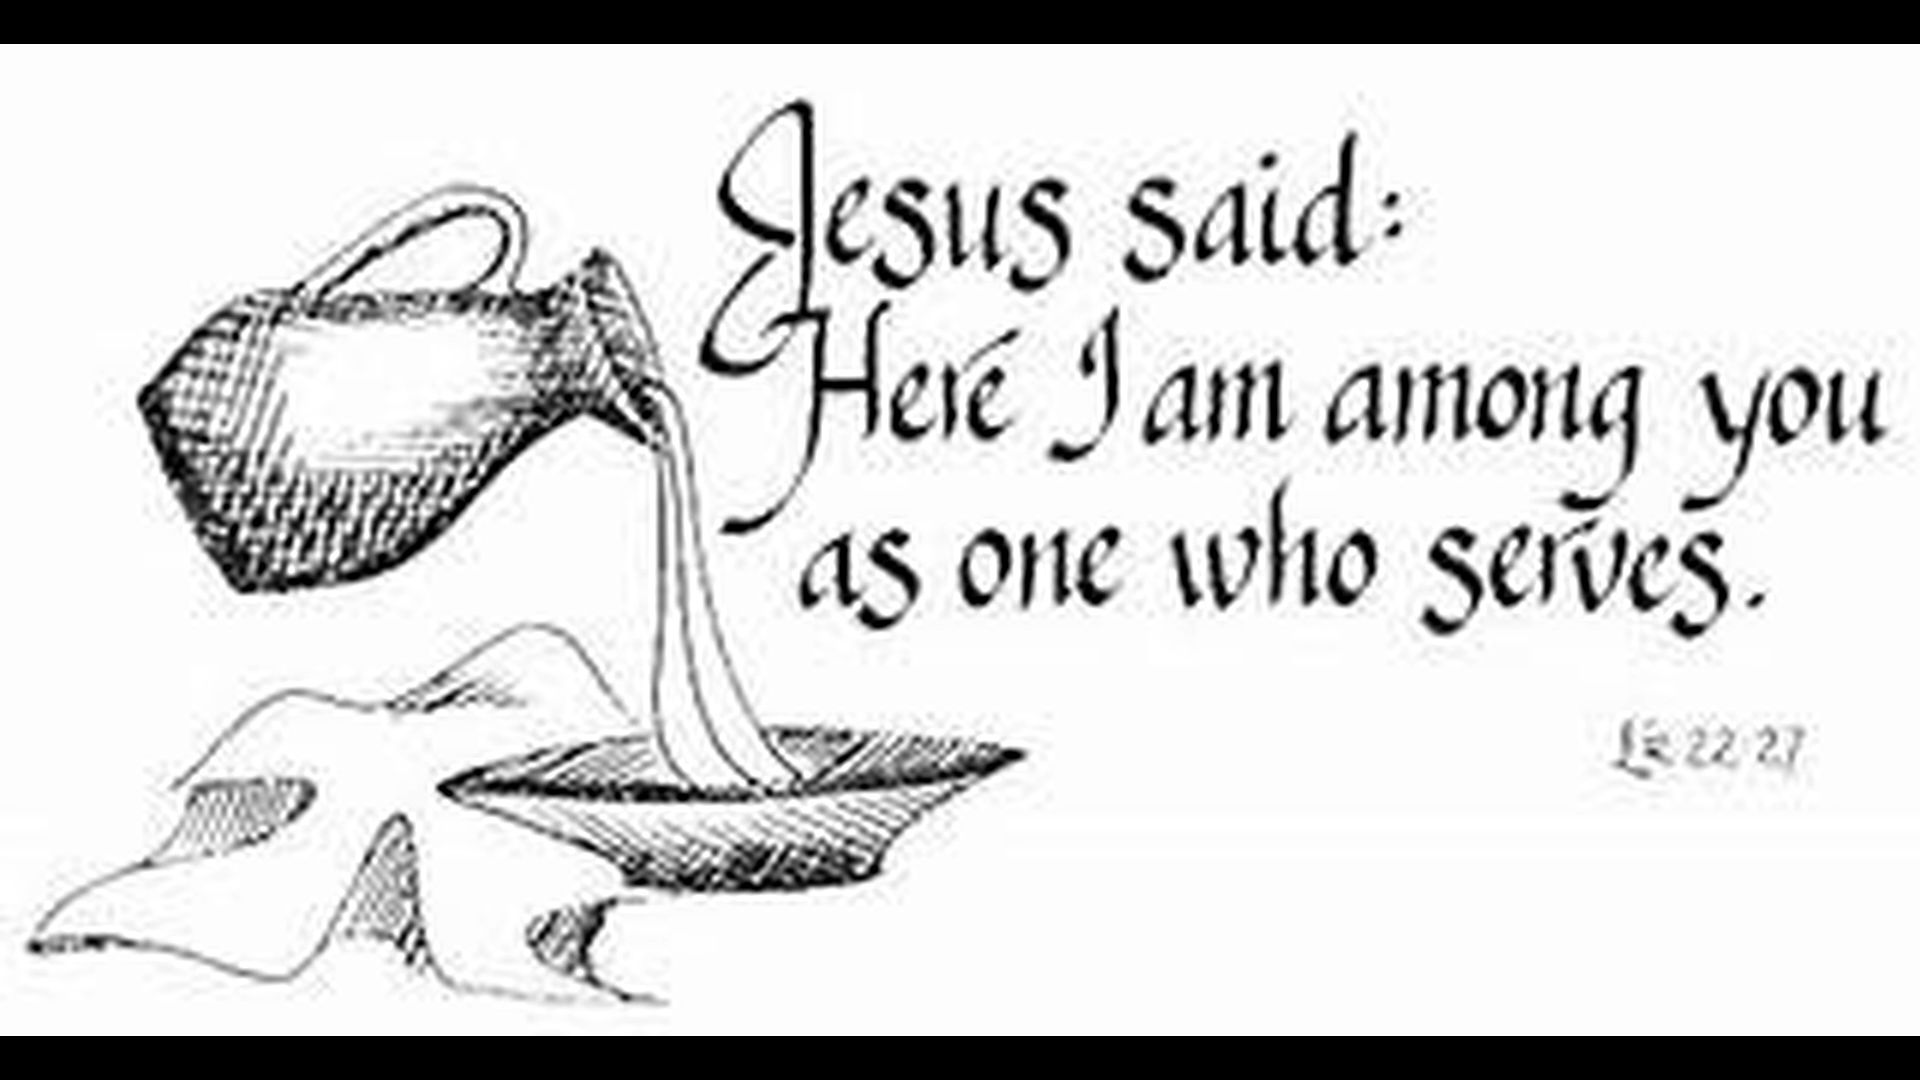 Jesus said:
Here I am among you
as one who serves.
Lk 22 27